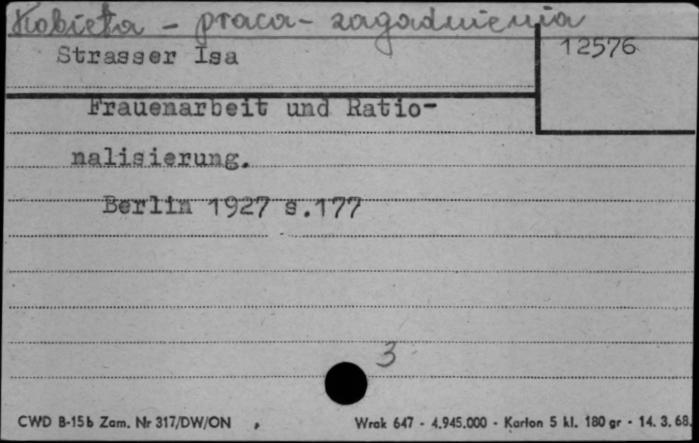 Kobieta - praca - zagadnienia
Strasser Isa
12576
Frauenarbeit und Ratio-
nalisierung.
Berlin 1927 s.177
3
CWD B-15b Zam. Nr 317/DW/ON
Wrak 647 - 4.945.000 - Karton 5 kl. 180 gr - 14. 3. 68